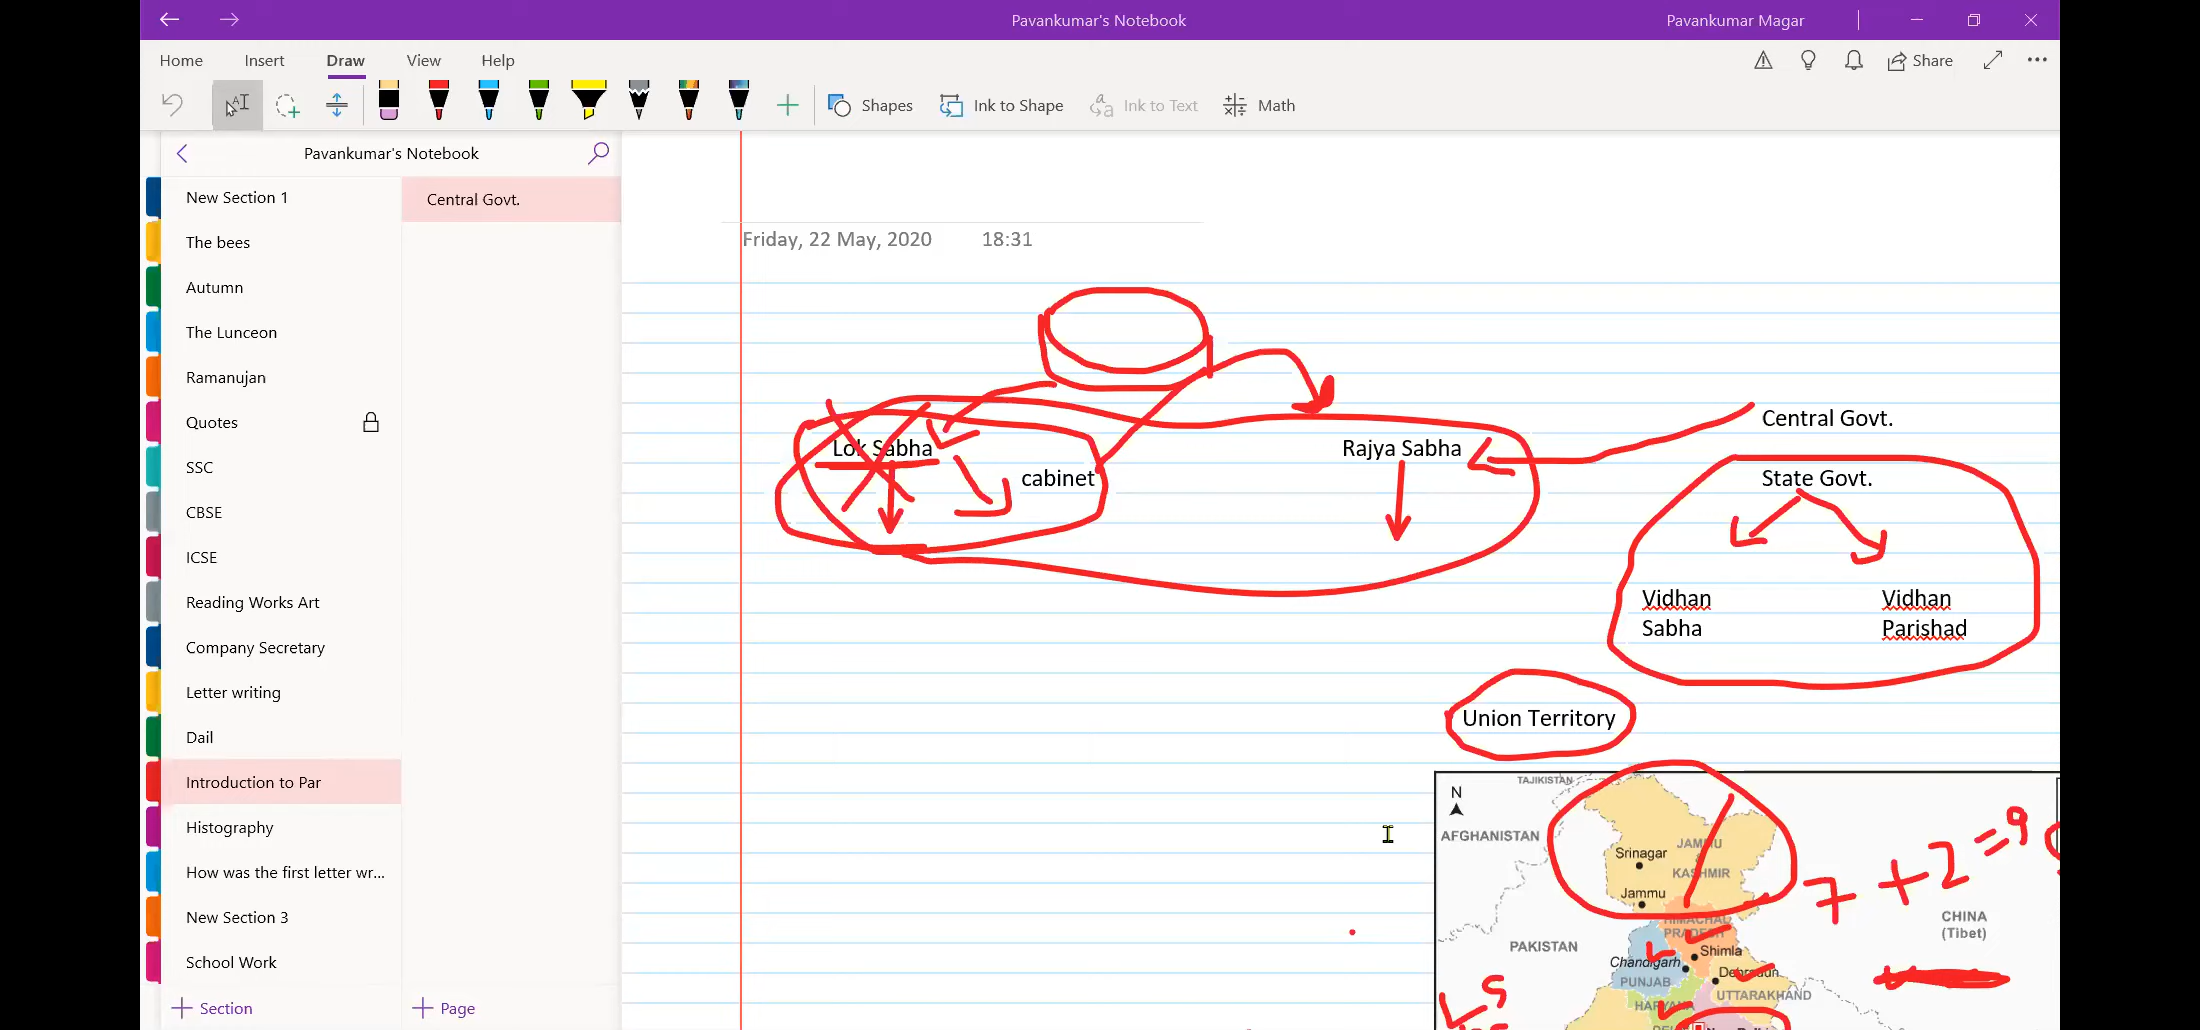 Pavankumar's Notebook
Pavankumar Magar
Home Insert Draw View Help
Share
Shapes Ink to Shape Ink to Text Math
Pavankumar's Notebook
New Section 1
The bees
Autumn
The Lunceon
Ramanujan
Quotes
SSC
CBSE
ICSE
Reading Works Art
Company Secretary
Letter writing
Dail
Introduction to Par
Histography
How was the first letter wr...
New Section 3
School Work
Section
Central Govt.
Page
Friday, 22 May, 2020 18:31
Central Govt.
Lok Sabha
Rajya Sabha
cabinet
State Govt.
Vidhan
Sabha
Vidhan
Parishad
Union Territory
TAJIKISTAN
N
AFGHANISTAN
Srinagar
JAMMU
KASHMIR
Jammu
7 + 2 = 9
CHINA
(Tibet)
HIMACHAL
PRADESH
PAKISTAN
Shimla
Chandigarh
Dehradun
PUNJAB
UTTARAKHAND
HARYANA